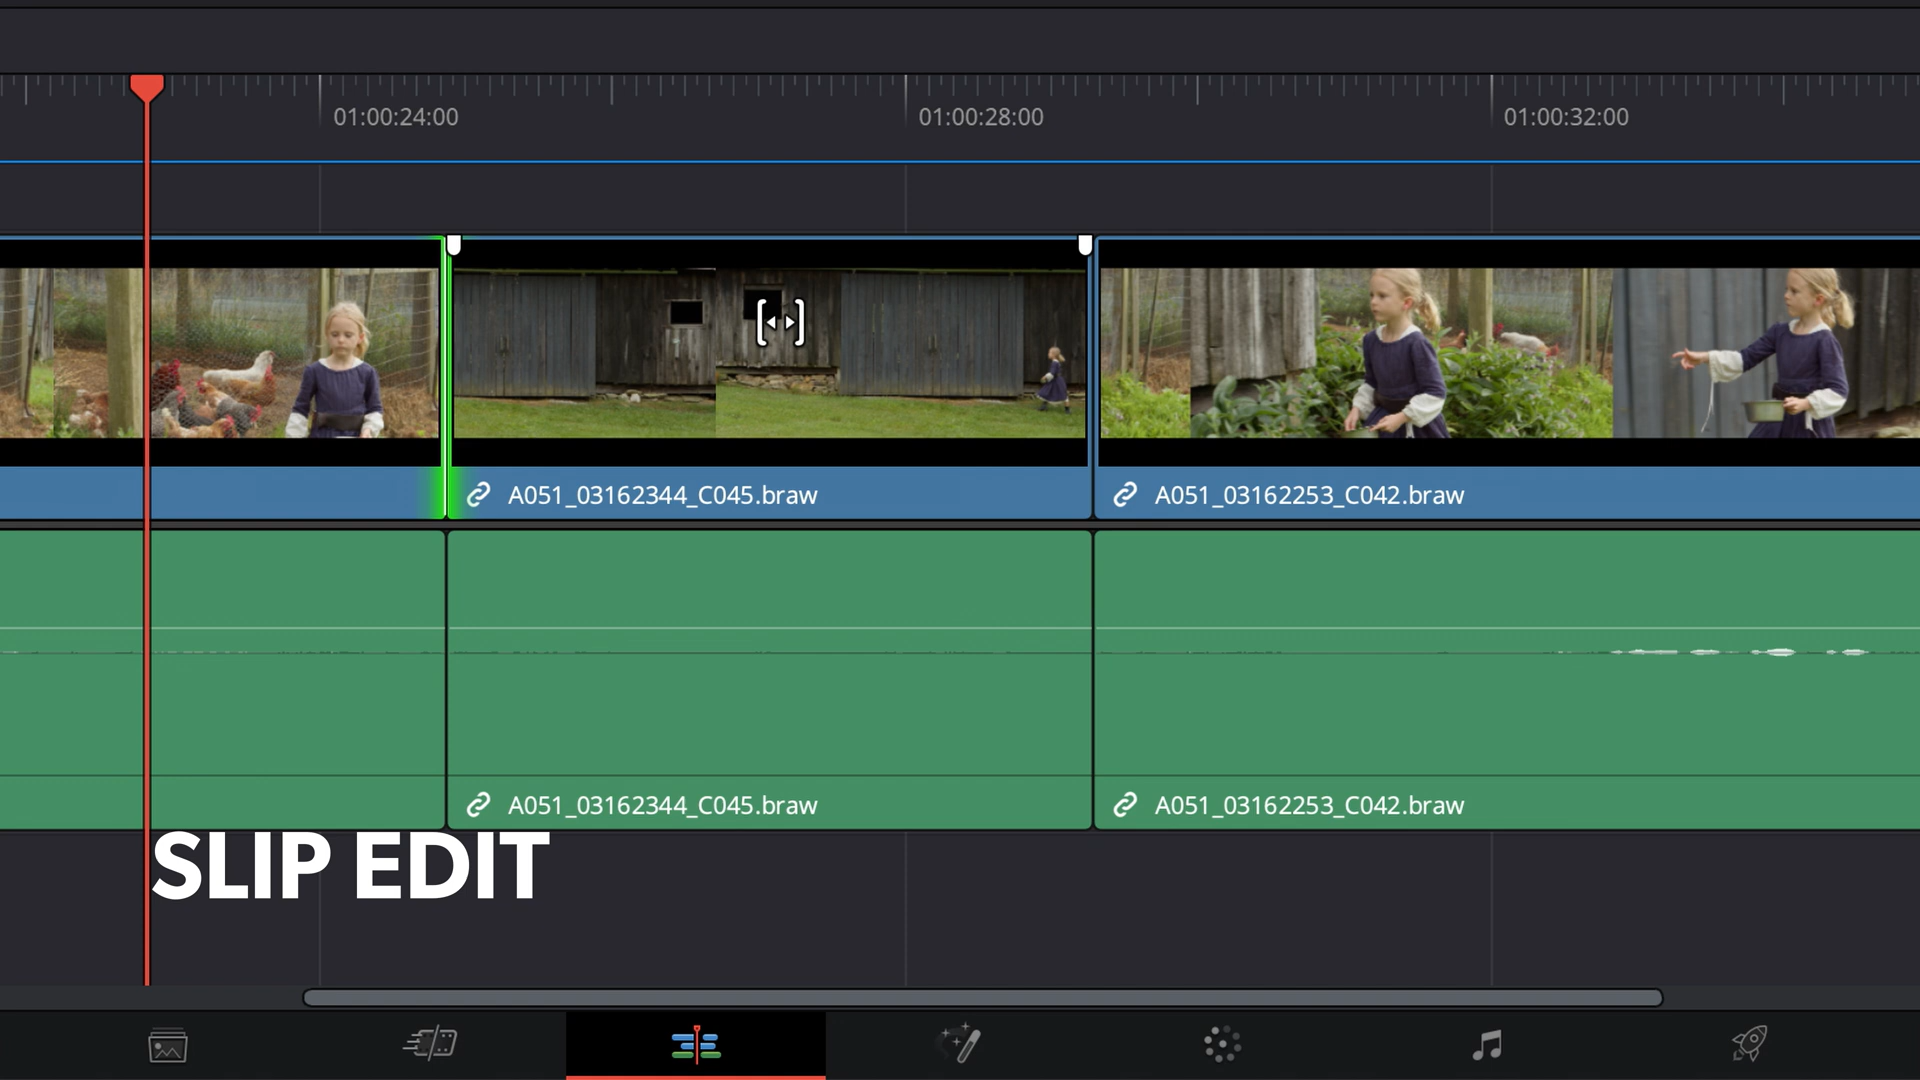 01:00:24:00
01:00:28:00
01:00:32:00
A051_03162344_C045.braw
A051_03162253_C042.braw
A051_03162344_C045.braw
A051_03162253_C042.braw
SLIP EDIT